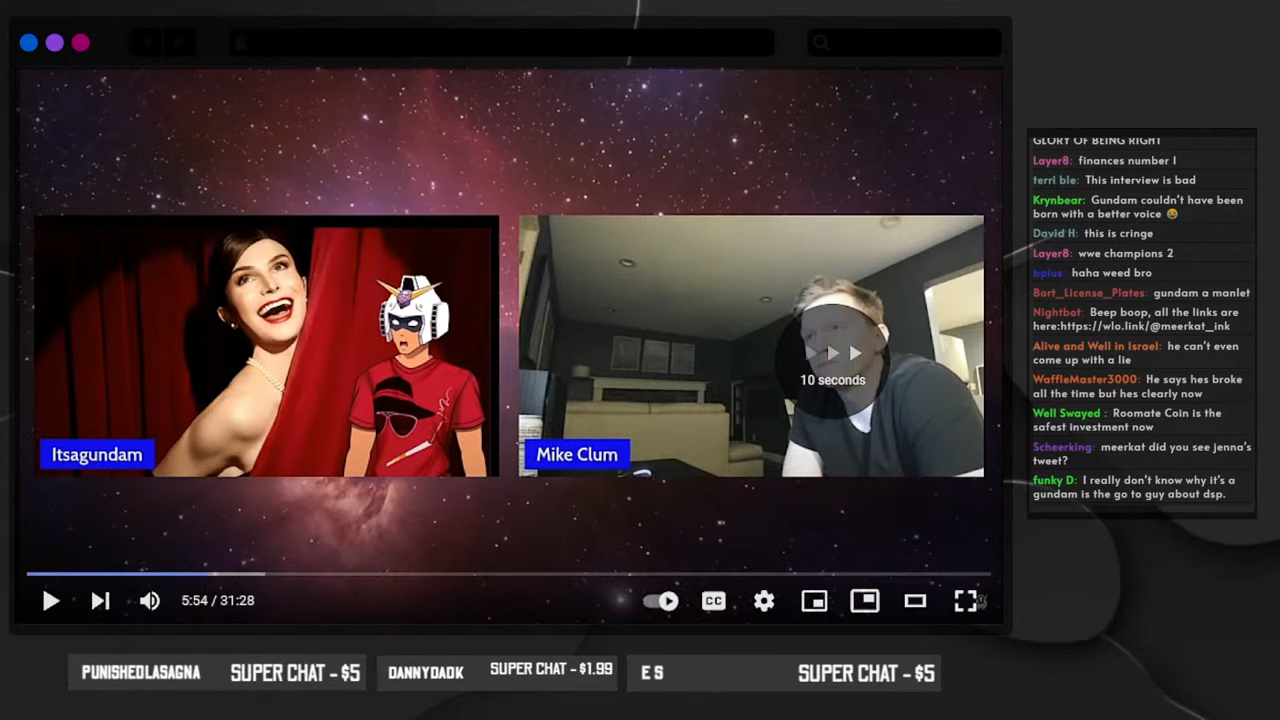 GLORY OF BEING RIGHT
Layer8: finances number 1
terri ble: This interview is bad
Krynbear: Gundam couldn't have been
born with a better voice 😅
David H: this is cringe
Layer8: wwe champions 2
bplus: haha weed bro
Bort_License_Plates: gundam a manlet
Nightbot: Beep boop, all the links are
here:https://wlo.link/@meerkat_ink
Alive and Well in Israel: he can't even
come up with a lie
WaffleMaster3000: He says hes broke
all the time but hes clearly now
Well Swayed : Roomate Coin is the
safest investment now
Scheerking: meerkat did you see jenna's
tweet?
funky D: I really don't know why it's a
gundam is the go to guy about dsp.
10 seconds
Itsagundam
Mike Clum
5:54 / 31:28
CC
PUNISHEDLASAGNA SUPER CHAT - $5
DANNYDADK SUPER CHAT - $1.99
E S SUPER CHAT - $5